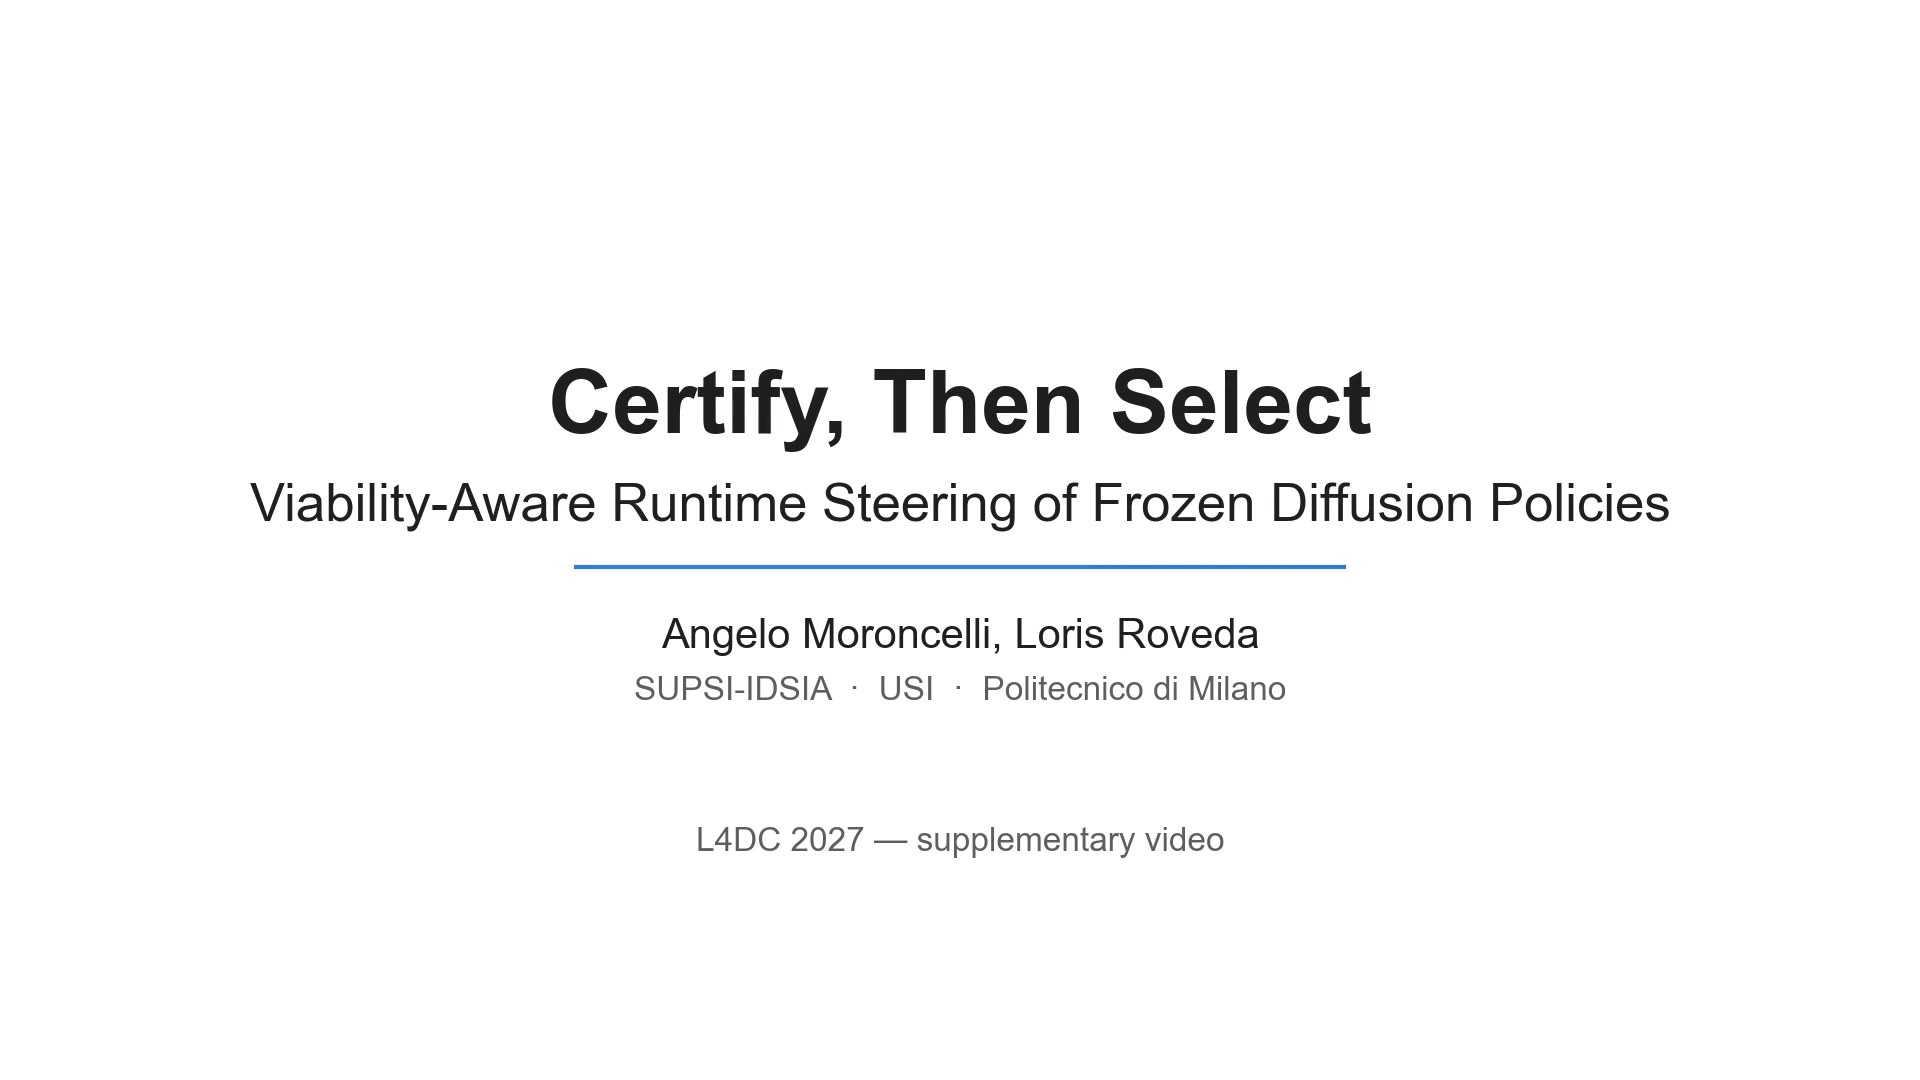 Certify, Then Select
Viability-Aware Runtime Steering of Frozen Diffusion Policies
Angelo Moroncelli, Loris Roveda
SUPSI-IDSIA · USI · Politecnico di Milano
L4DC 2027 — supplementary video